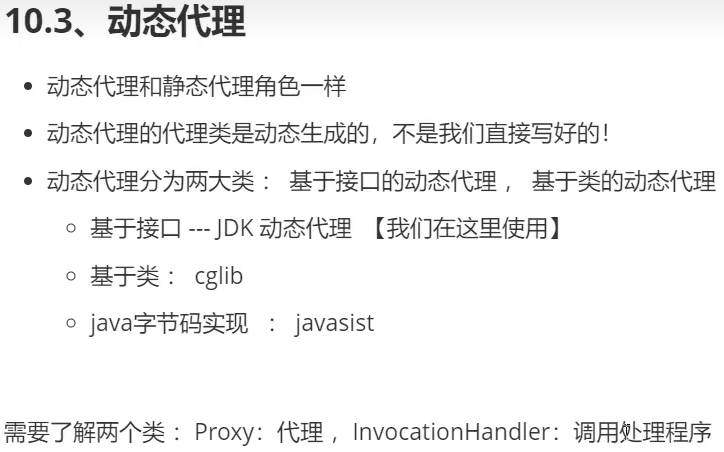 10.3、动态代理
动态代理和静态代理角色一样
动态代理的代理类是动态生成的，不是我们直接写好的！
动态代理分为两大类： 基于接口的动态代理， 基于类的动态代理
基于接口 --- JDK 动态代理 【我们在这里使用】
基于类： cglib
java字节码实现 ： javasist
需要了解两个类：Proxy：代理，InvocationHandler：调用处理程序